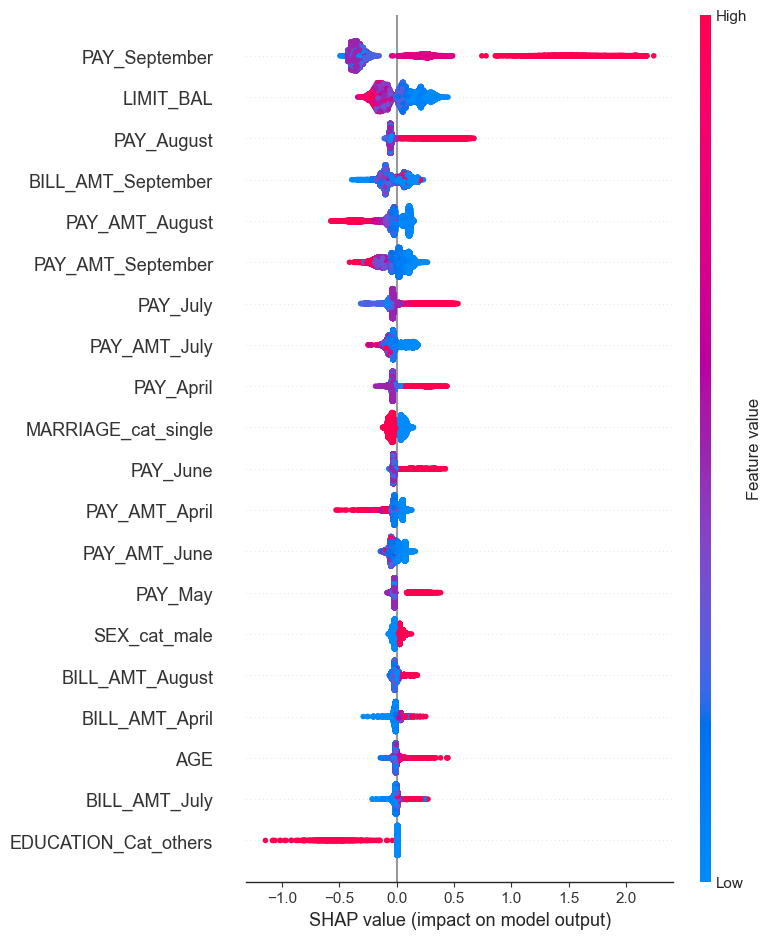 High
PAY_September
LIMIT_BAL
PAY_August
BILL_AMT_September
PAY_AMT_August
PAY_AMT_September
PAY_July
PAY_AMT_July
PAY_April
MARRIAGE_cat_single
PAY_June
PAY_AMT_April
PAY_AMT_June
PAY_May
SEX_cat_male
BILL_AMT_August
BILL_AMT_April
AGE
BILL_AMT_July
EDUCATION_Cat_others
Feature value
Low
−1.0 −0.5 0.0 0.5 1.0 1.5 2.0
SHAP value (impact on model output)